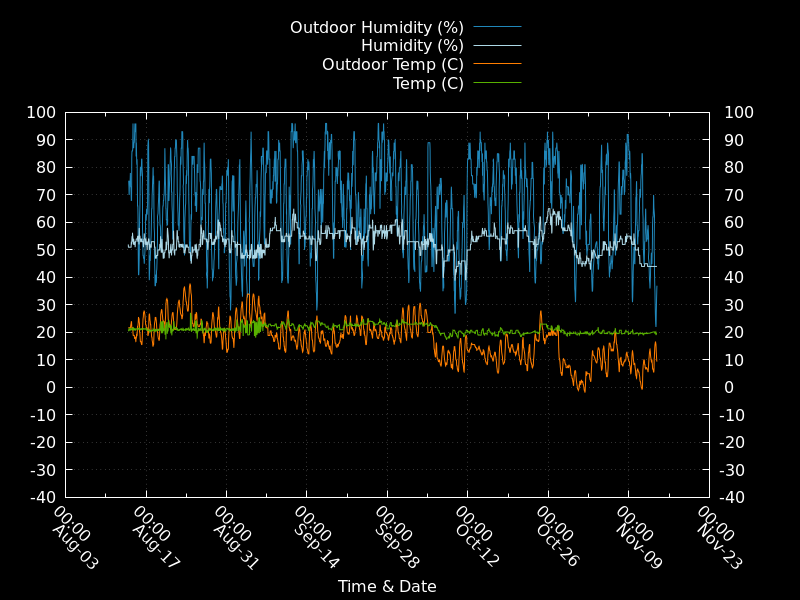 Outdoor Humidity (%)
Humidity (%)
Outdoor Temp (C)
Temp (C)
100 100
90 90
80 80
70 70
60 60
50 50
40 40
30 30
20 20
10 10
0 0
-10 -10
-20 -20
-30 -30
-40 -40
00:00 Aug-03
00:00 Aug-17
00:00 Aug-31
00:00 Sep-14
00:00 Sep-28
00:00 Oct-12
00:00 Oct-26
00:00 Nov-09
00:00 Nov-23
Time & Date